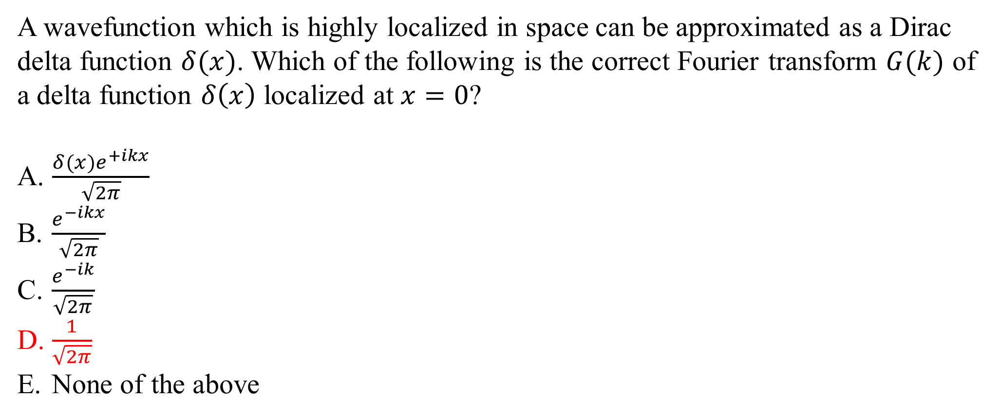 A wavefunction which is highly localized in space can be approximated as a Dirac
delta function 𝛿(𝑥). Which of the following is the correct Fourier transform 𝐺(𝑘) of
a delta function 𝛿(𝑥) localized at 𝑥 = 0?
A. $\frac{\delta(x)e^{+ikx}}{\sqrt{2\pi}}$
B. $\frac{e^{-ikx}}{\sqrt{2\pi}}$
C. $\frac{e^{-ik}}{\sqrt{2\pi}}$
D. $\frac{1}{\sqrt{2\pi}}$
E. None of the above